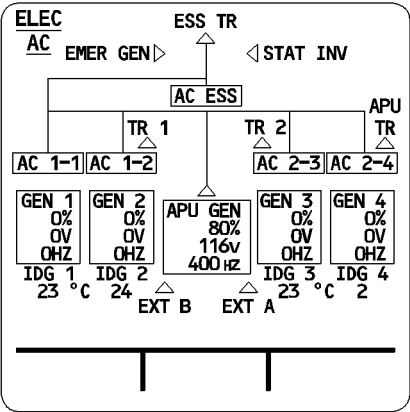 ELEC
AC
ESS TR
EMER GEN
STAT INV
AC ESS
APU
TR 1
TR 2
TR
AC 1-1
AC 1-2
AC 2-3
AC 2-4
GEN 1
0%
0V
0HZ
GEN 2
0%
0V
0HZ
APU GEN
80%
116v
400 HZ
GEN 3
0%
0V
0HZ
GEN 4
0%
0V
0HZ
IDG 1
IDG 2
IDG 3
IDG 4
23 °C 24
23 °C 2
EXT B
EXT A